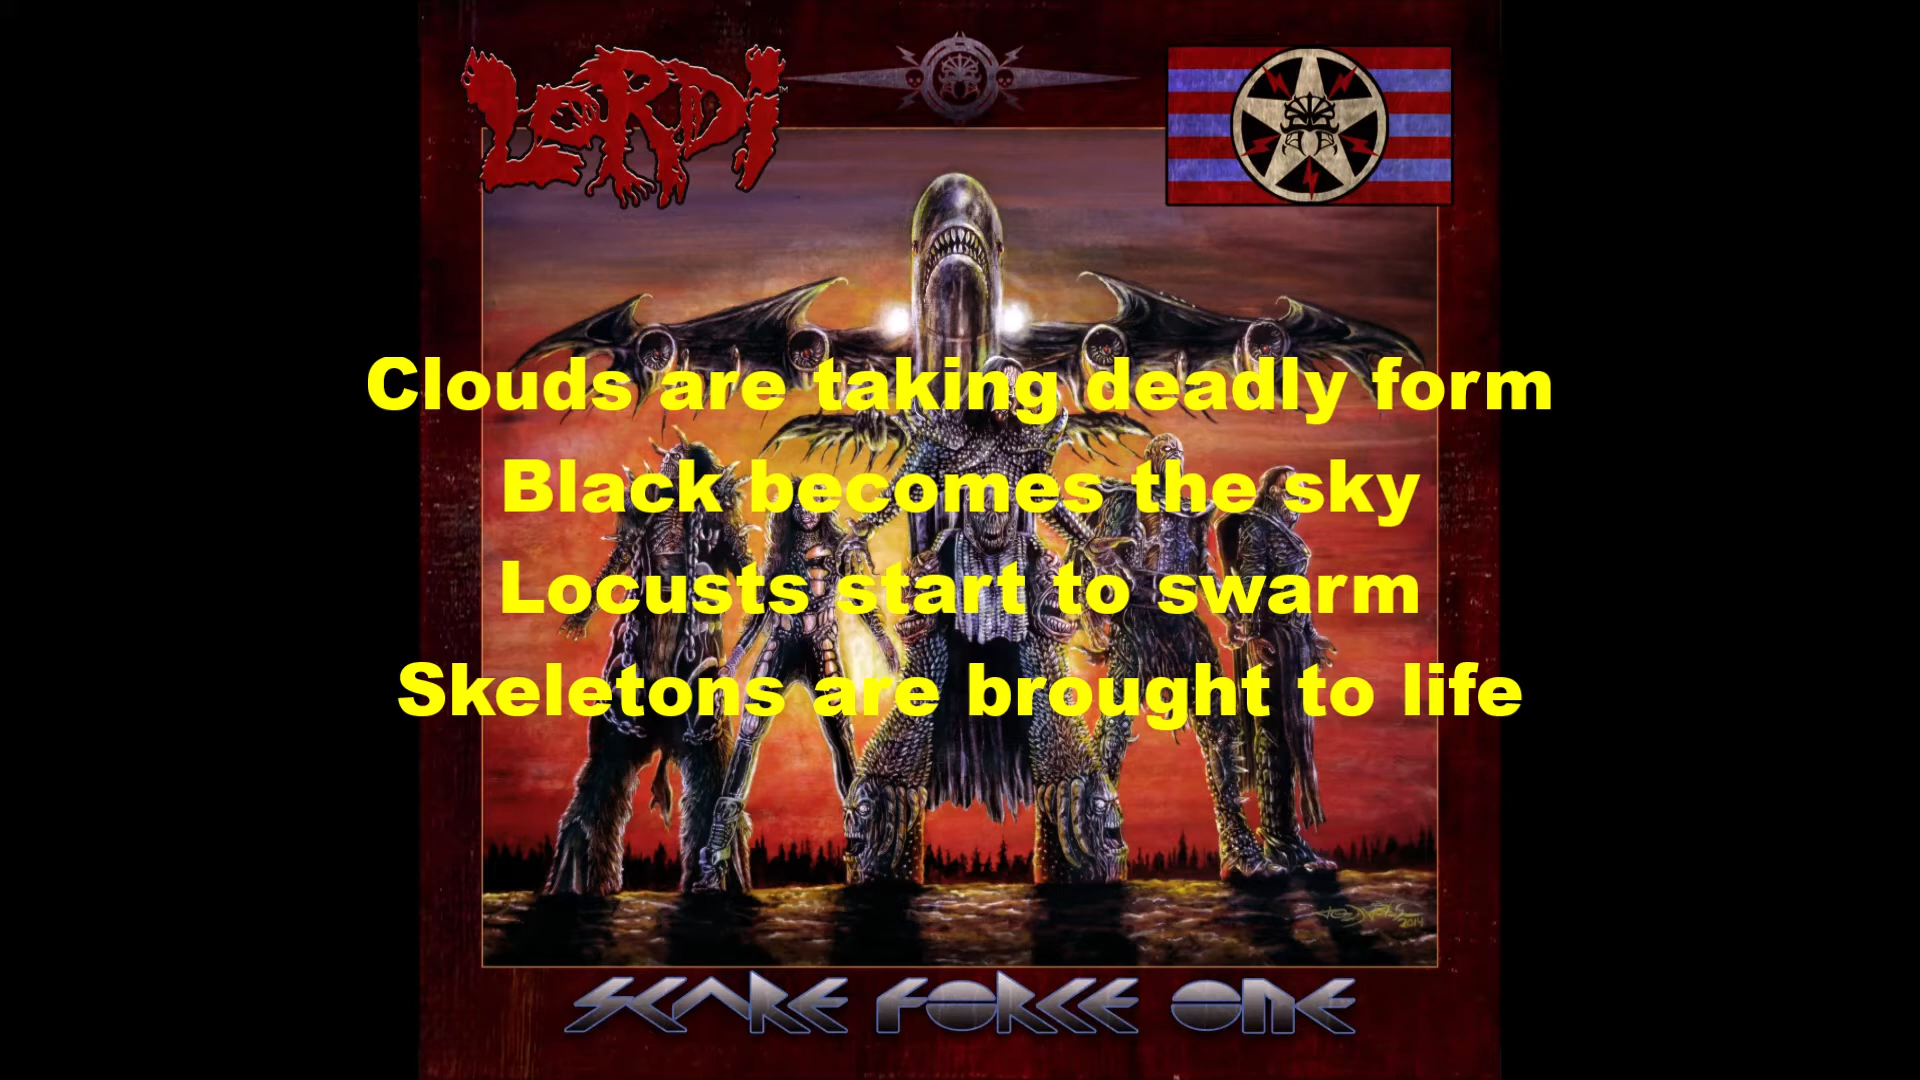 LORDI
Clouds are taking deadly form
Black becomes the sky
Locusts start to swarm
Skeletons are brought to life
2014
SCARE FORCE ONE